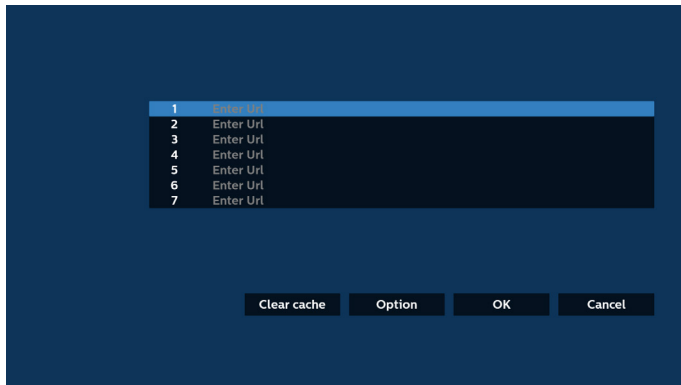 1 Enter Url
2 Enter Url
3 Enter Url
4 Enter Url
5 Enter Url
6 Enter Url
7 Enter Url
Clear cache Option OK Cancel